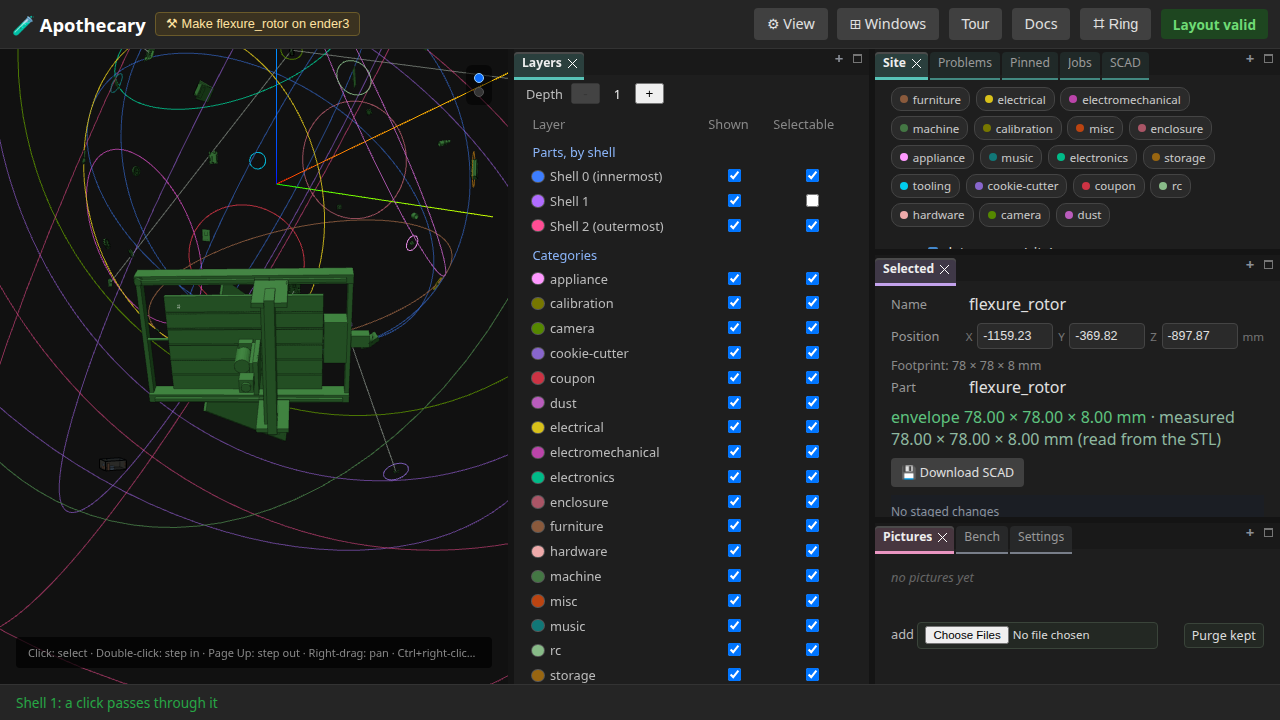 🧪 Apothecary
⚒ Make flexure_rotor on ender3
⚙ View
⊞ Windows
Tour
Docs
⌗ Ring
Layout valid
Layers
Depth - 1 +
Layer Shown Selectable
Parts, by shell
Shell 0 (innermost)
Shell 1
Shell 2 (outermost)
Categories
appliance
calibration
camera
cookie-cutter
coupon
dust
electrical
electromechanical
electronics
enclosure
furniture
hardware
machine
misc
music
rc
storage
Site Problems Pinned Jobs SCAD
furniture electrical electromechanical
machine calibration misc enclosure
appliance music electronics storage
tooling cookie-cutter coupon rc
hardware camera dust
Selected
Name flexure_rotor
Position X -1159.23 Y -369.82 Z -897.87 mm
Footprint: 78 × 78 × 8 mm
Part flexure_rotor
envelope 78.00 × 78.00 × 8.00 mm · measured
78.00 × 78.00 × 8.00 mm (read from the STL)
💾 Download SCAD
No staged changes
Pictures Bench Settings
no pictures yet
add Choose Files No file chosen Purge kept
Click: select · Double-click: step in · Page Up: step out · Right-drag: pan · Ctrl+right-clic...
Shell 1: a click passes through it